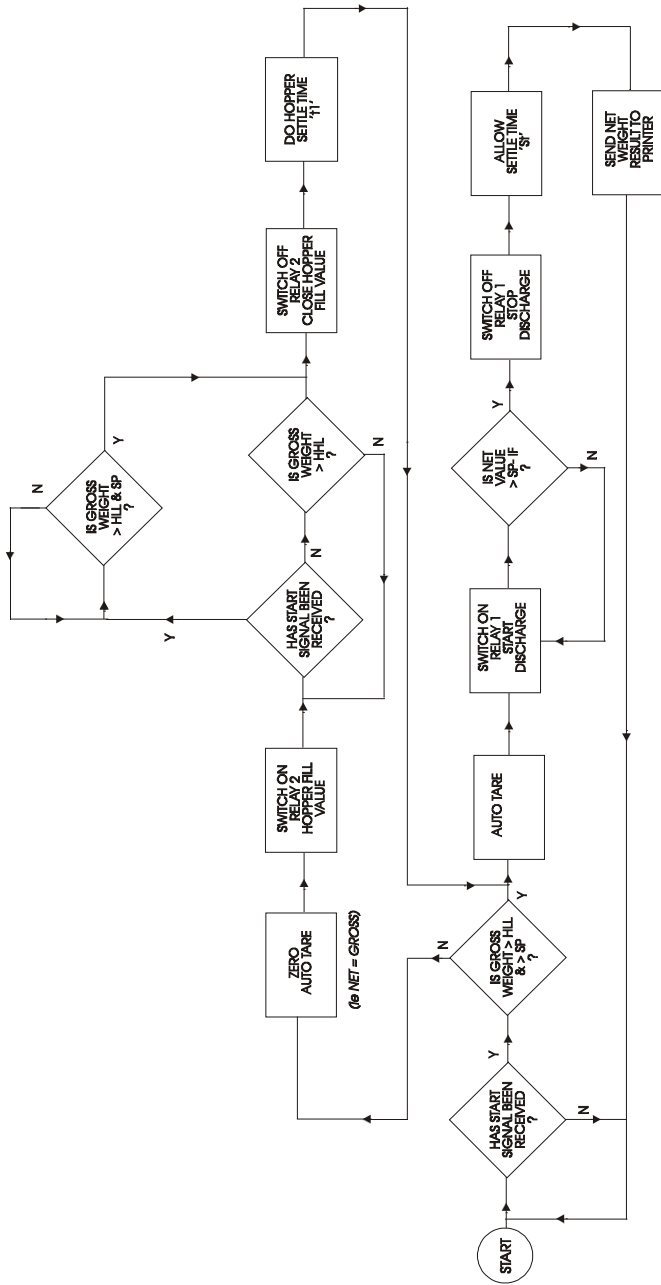 START
HAS START
SIGNAL BEEN
RECEIVED
?
N
Y
IS GROSS
WEIGHT > HLL
& > SP
?
N
Y
ZERO
AUTO TARE
(ie NET = GROSS)
SWITCH ON
RELAY 2
HOPPER FILL
VALUE
HAS START
SIGNAL BEEN
RECEIVED
?
Y
N
IS GROSS
WEIGHT
> HLL & SP
?
N
Y
IS GROSS
WEIGHT
> HHL
?
N
SWITCH OFF
RELAY 2
CLOSE HOPPER
FILL VALUE
DO HOPPER
SETTLE TIME
't1'
AUTO TARE
SWITCH ON
RELAY 1
START
DISCHARGE
IS NET
VALUE
> SP- IF
?
N
Y
SWITCH OFF
RELAY 1
STOP
DISCHARGE
ALLOW
SETTLE TIME
'St'
SEND NET
WEIGHT
RESULT TO
PRINTER